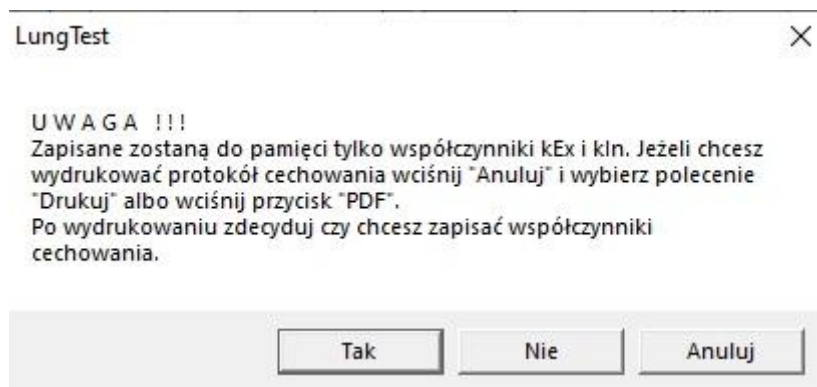 LungTest
U W A G A !!!
Zapisane zostaną do pamięci tylko współczynniki kEx i kIn. Jeżeli chcesz
wydrukować protokół cechowania wciśnij "Anuluj" i wybierz polecenie
"Drukuj" albo wciśnij przycisk "PDF".
Po wydrukowaniu zdecyduj czy chcesz zapisać współczynniki
cechowania.
Tak Nie Anuluj